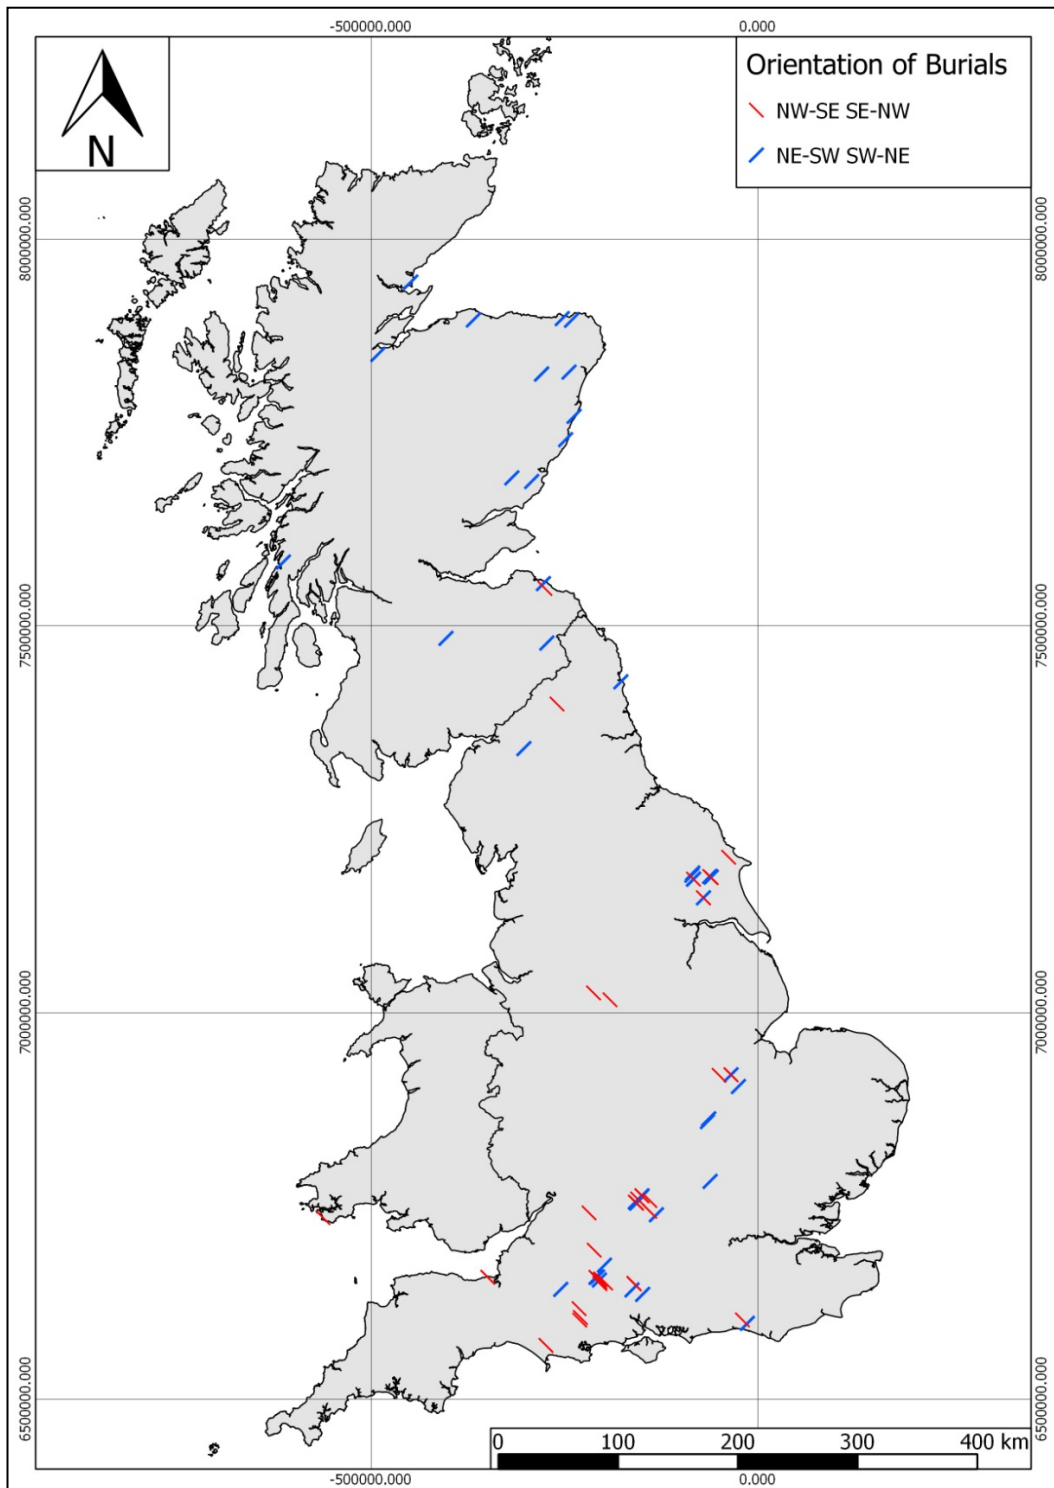 -500000.000 0.000
N
Orientation of Burials
NW-SE SE-NW
NE-SW SW-NE
8000000.000 8000000.000
7500000.000 7500000.000
7000000.000 7000000.000
6500000.000 6500000.000
0 100 200 300 400 km
-500000.000 0.000